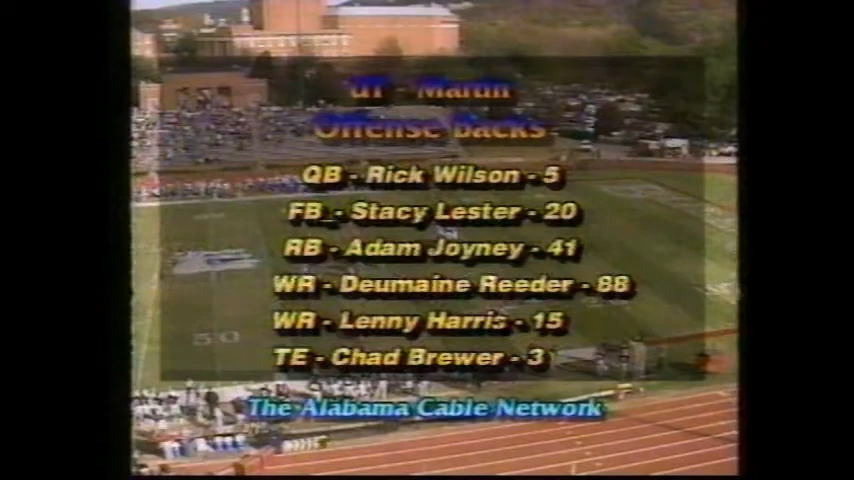 UT - Martin
Offense Backs
QB - Rick Wilson - 5
FB - Stacy Lester - 20
RB - Adam Joyney - 41
WR - Deumaine Reeder - 88
WR - Lenny Harris - 15
TE - Chad Brewer - 3
The Alabama Cable Network
50